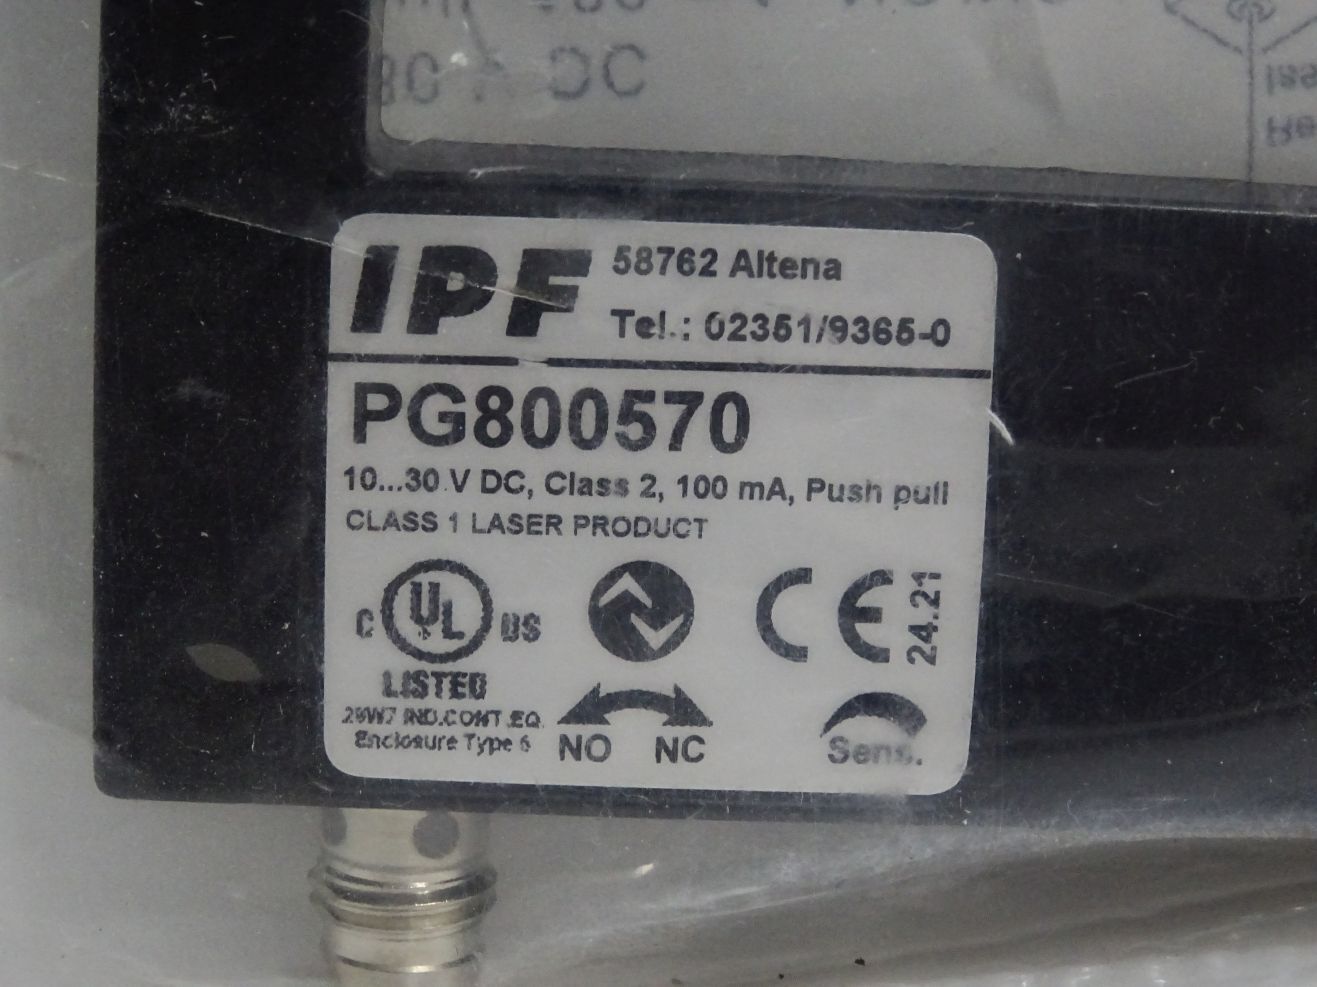 30 V DC
IPF
58762 Altena
Tel.: 02351/9365-0
PG800570
10...30 V DC, Class 2, 100 mA, Push pull
CLASS 1 LASER PRODUCT
C UL US
LISTED
29W7 IND.CONT.EQ.
Enclosure Type 6
CE
24.21
NO NC
Sens.